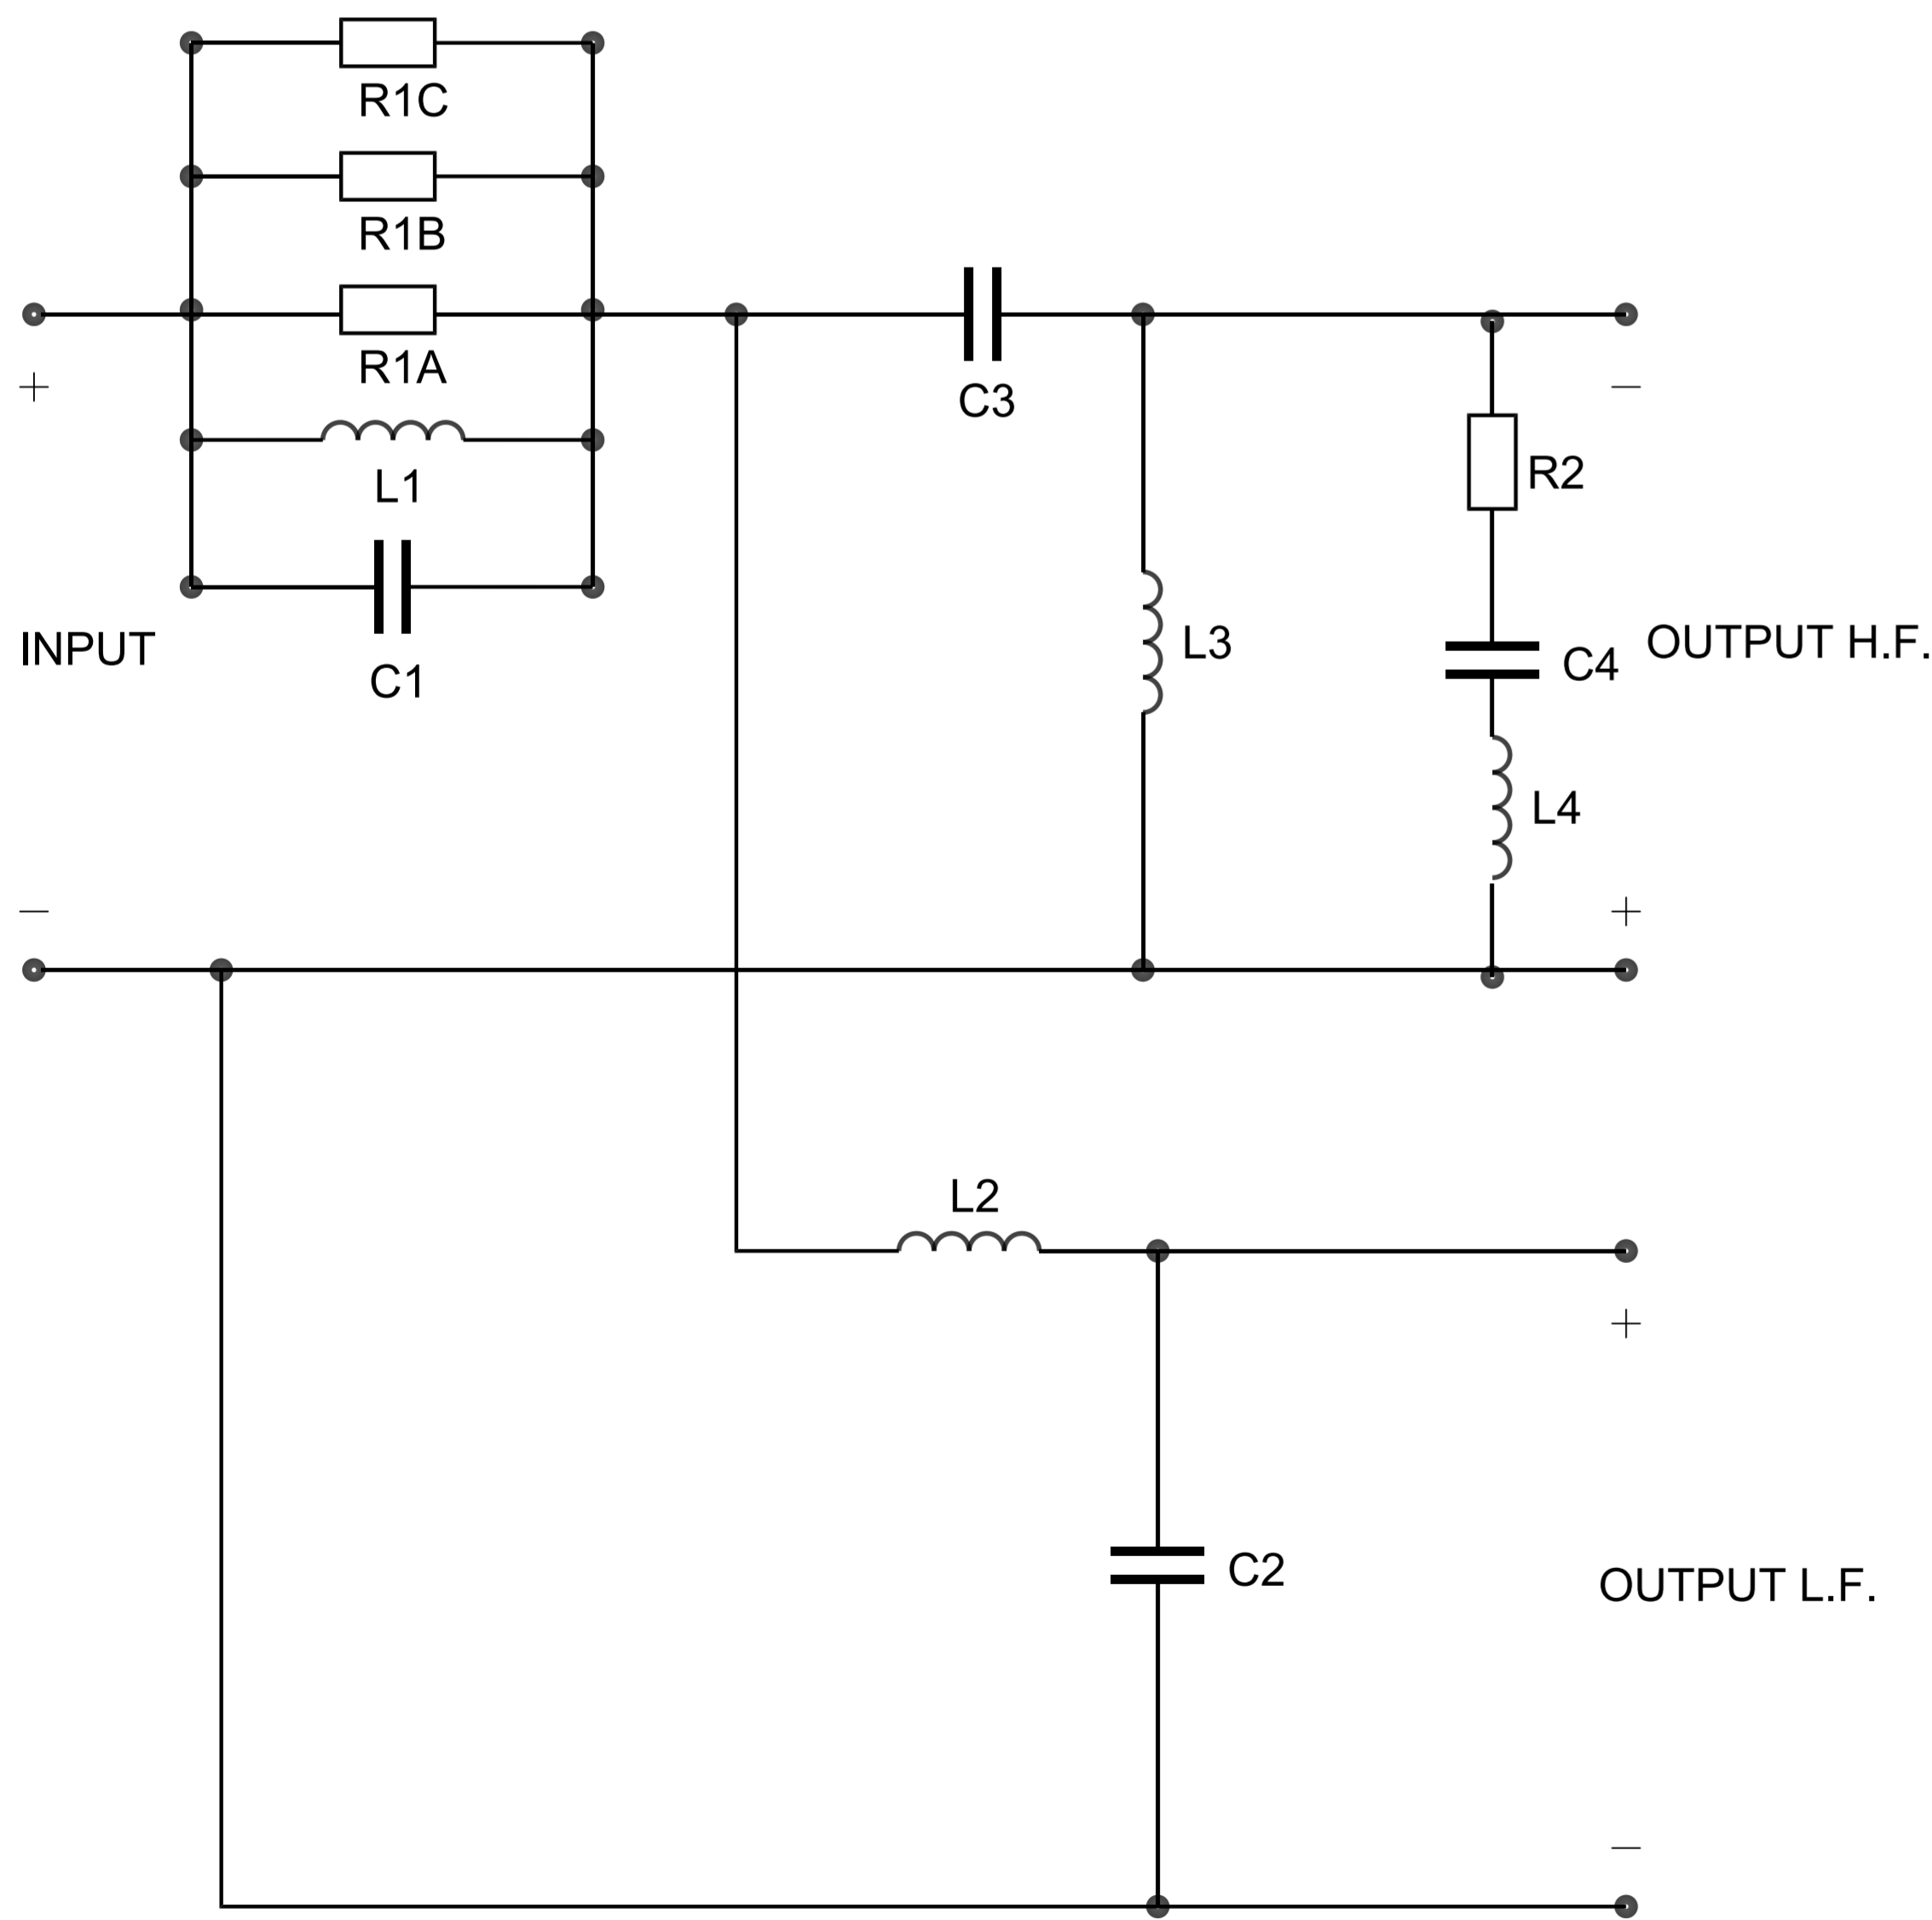 R1C
R1B
R1A
+
C3
−
R2
L1
INPUT
C1
L3
C4
OUTPUT H.F.
L4
−
+
L2
+
C2
OUTPUT L.F.
−